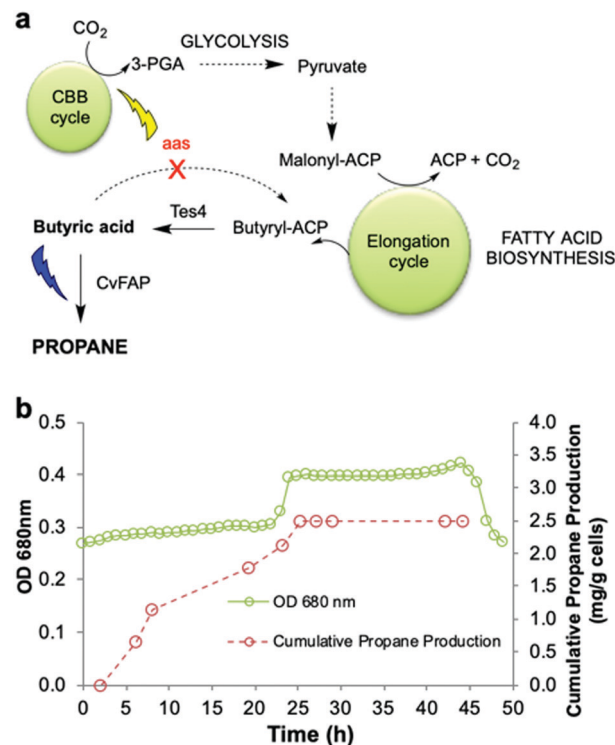 a
CO2
3-PGA
GLYCOLYSIS
Pyruvate
CBB
cycle
aas
X
Malonyl-ACP
ACP + CO2
Butyric acid
Tes4
Butyryl-ACP
Elongation
cycle
FATTY ACID
BIOSYNTHESIS
CvFAP
PROPANE
b
OD 680nm
0.5
0.4
0.3
0.2
0.1
0.0
4.0
3.5
3.0
2.5
2.0
1.5
1.0
0.5
0.0
Cumulative Propane Production
(mg/g cells)
OD 680 nm
Cumulative Propane Production
0 5 10 15 20 25 30 35 40 45 50
Time (h)